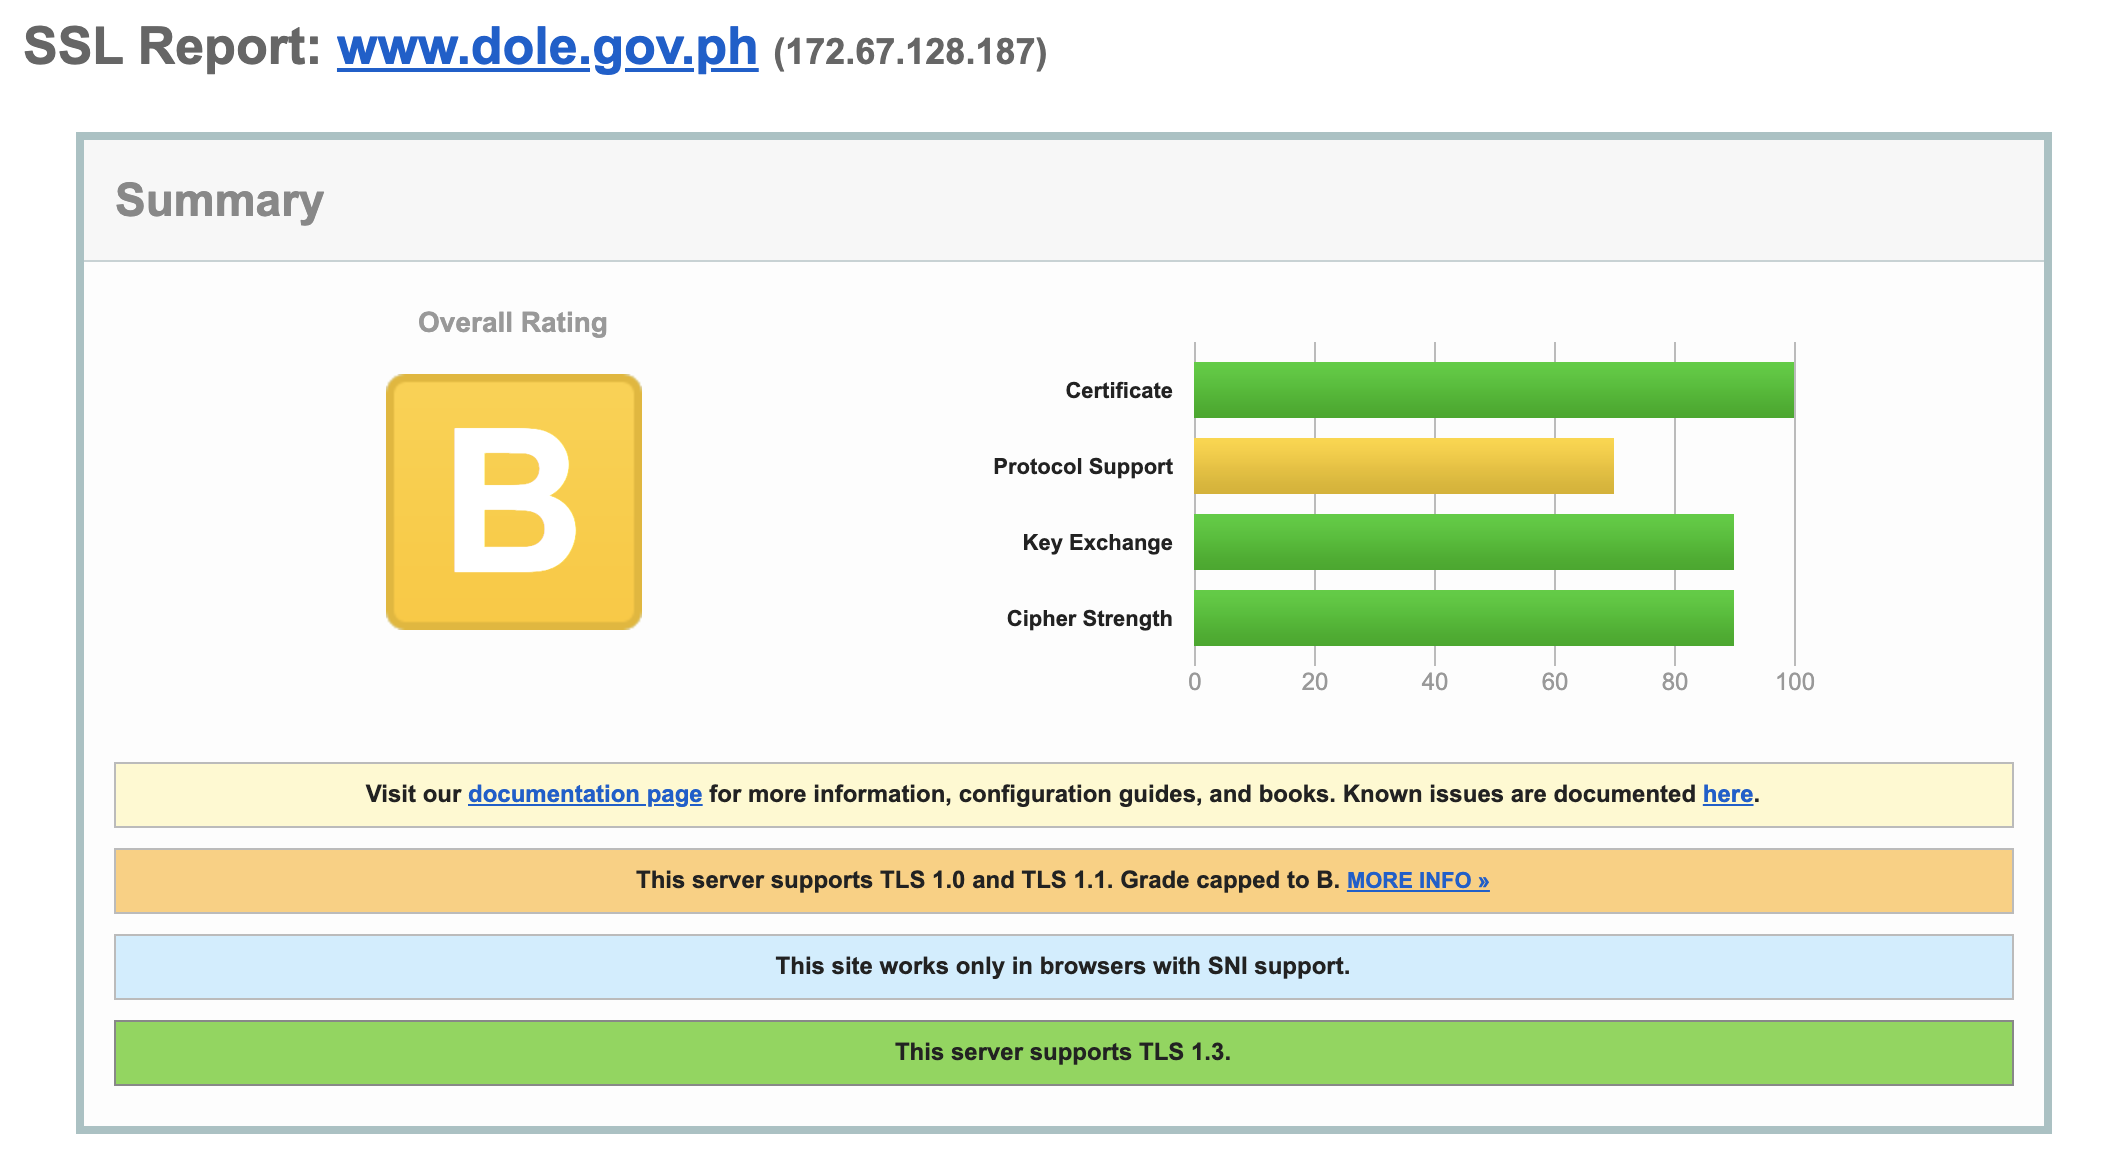 SSL Report: www.dole.gov.ph (172.67.128.187)
Summary
Overall Rating
B
Certificate
Protocol Support
Key Exchange
Cipher Strength
0 20 40 60 80 100
Visit our documentation page for more information, configuration guides, and books. Known issues are documented here.
This server supports TLS 1.0 and TLS 1.1. Grade capped to B. MORE INFO »
This site works only in browsers with SNI support.
This server supports TLS 1.3.